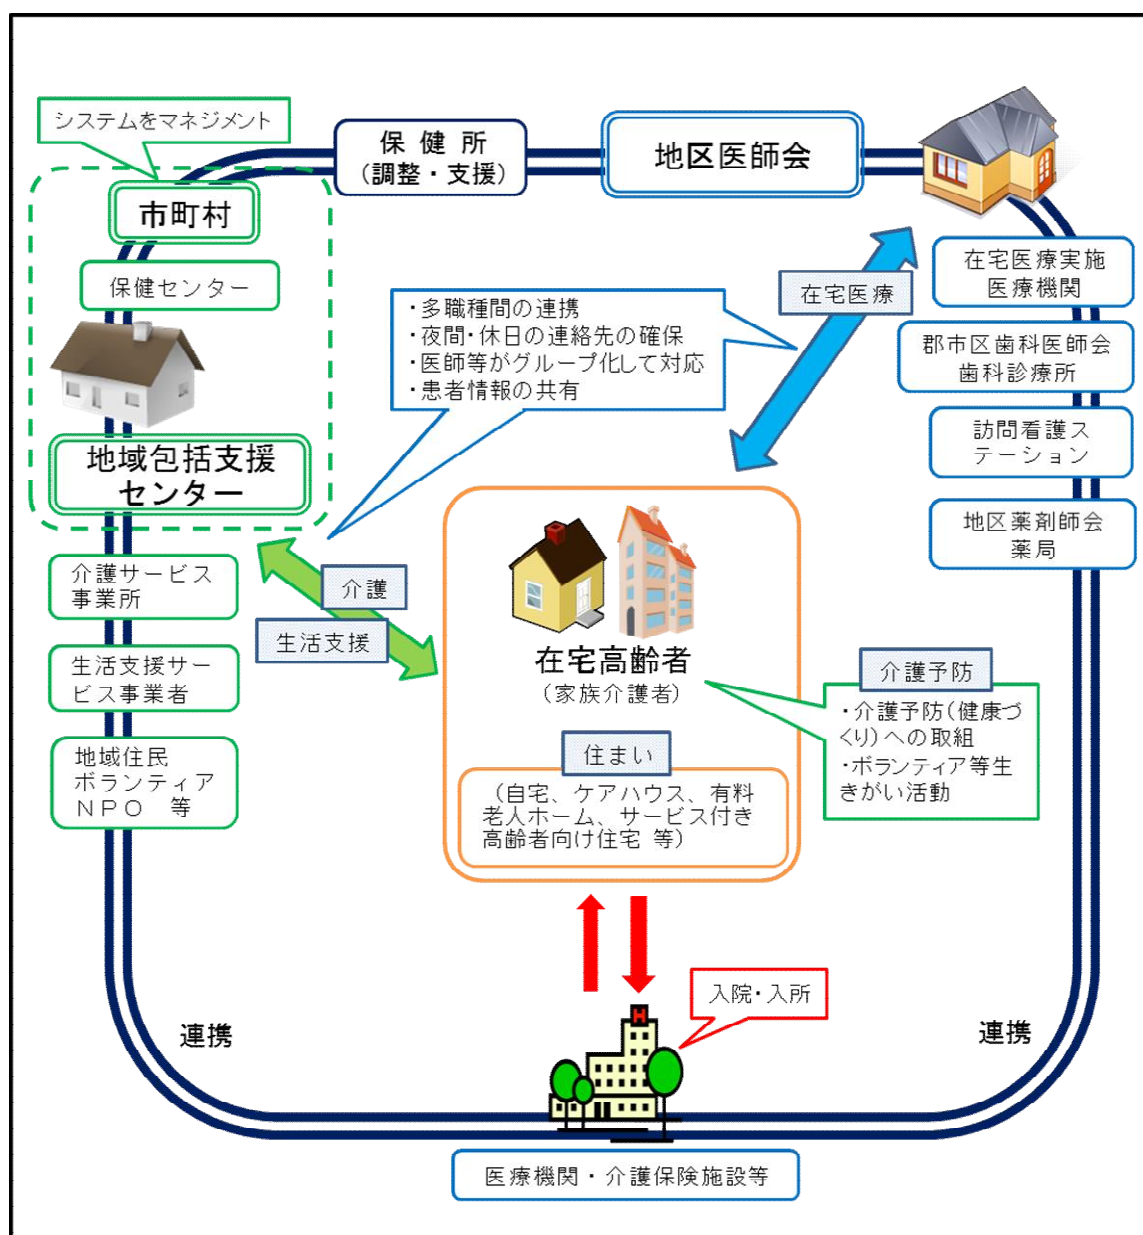 システムをマネジメント
保健所
(調整・支援)
地区医師会
市町村
保健センター
地域包括支援
センター
介護サービス
事業所
生活支援サー
ビス事業者
地域住民
ボランティア
NPO 等
・多職種間の連携
・夜間・休日の連絡先の確保
・医師等がグループ化して対応
・患者情報の共有
在宅医療
在宅医療実施
医療機関
郡市区歯科医師会
歯科診療所
訪問看護ス
テーション
地区薬剤師会
薬局
介護
生活支援
在宅高齢者
(家族介護者)
住まい
(自宅、ケアハウス、有料
老人ホーム、サービス付き
高齢者向け住宅 等)
介護予防
・介護予防(健康づ
くり)への取組
・ボランティア等生
きがい活動
入院・入所
H
連携
連携
医療機関・介護保険施設等